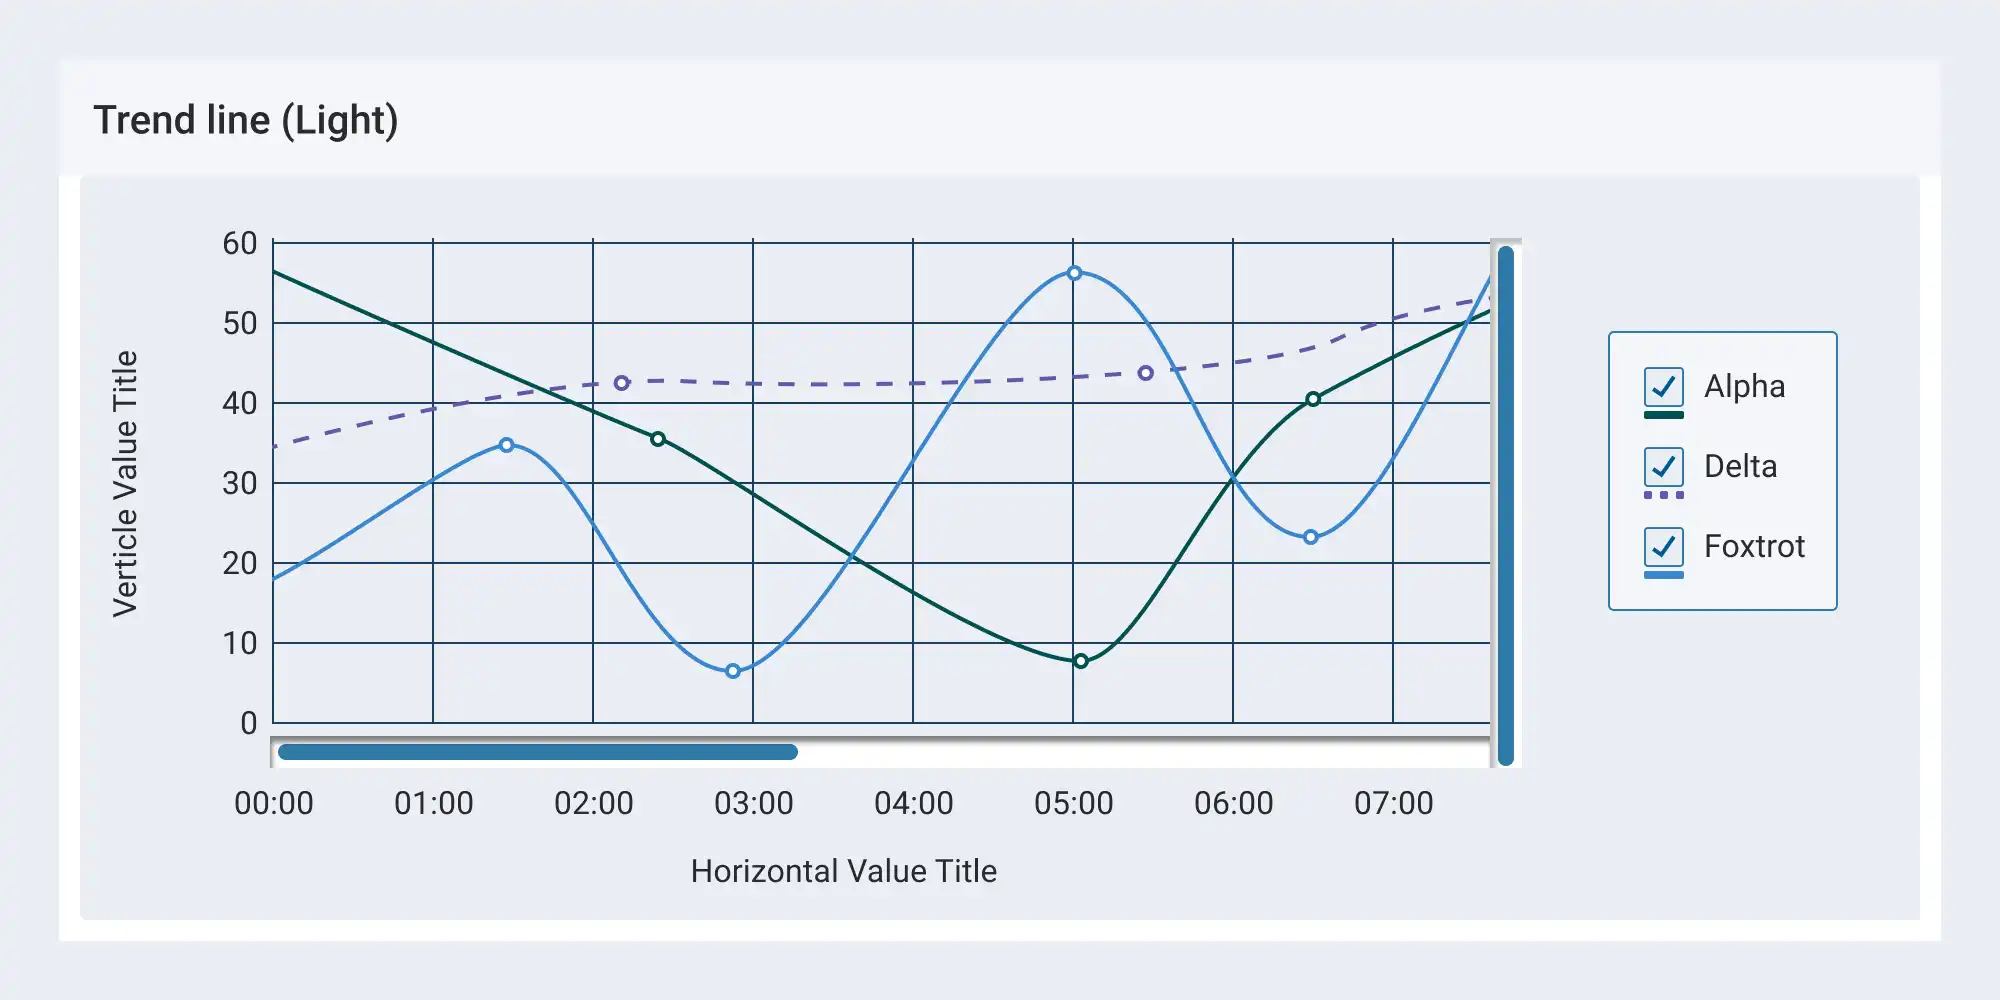 Trend line (Light)
60
50
40
30
20
10
0
Verticle Value Title
00:00 01:00 02:00 03:00 04:00 05:00 06:00 07:00
Horizontal Value Title
Alpha
Delta
Foxtrot